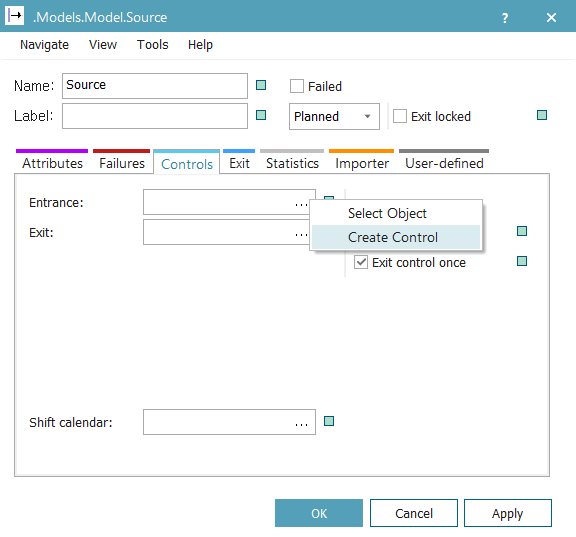 .Models.Model.Source ? ×
Navigate View Tools Help
Name: Source Failed
Label: Planned Exit locked
Attributes Failures Controls Exit Statistics Importer User-defined
Entrance: ...
Select Object
Exit: ...
Create Control
Exit control once
Shift calendar: ...
OK Cancel Apply